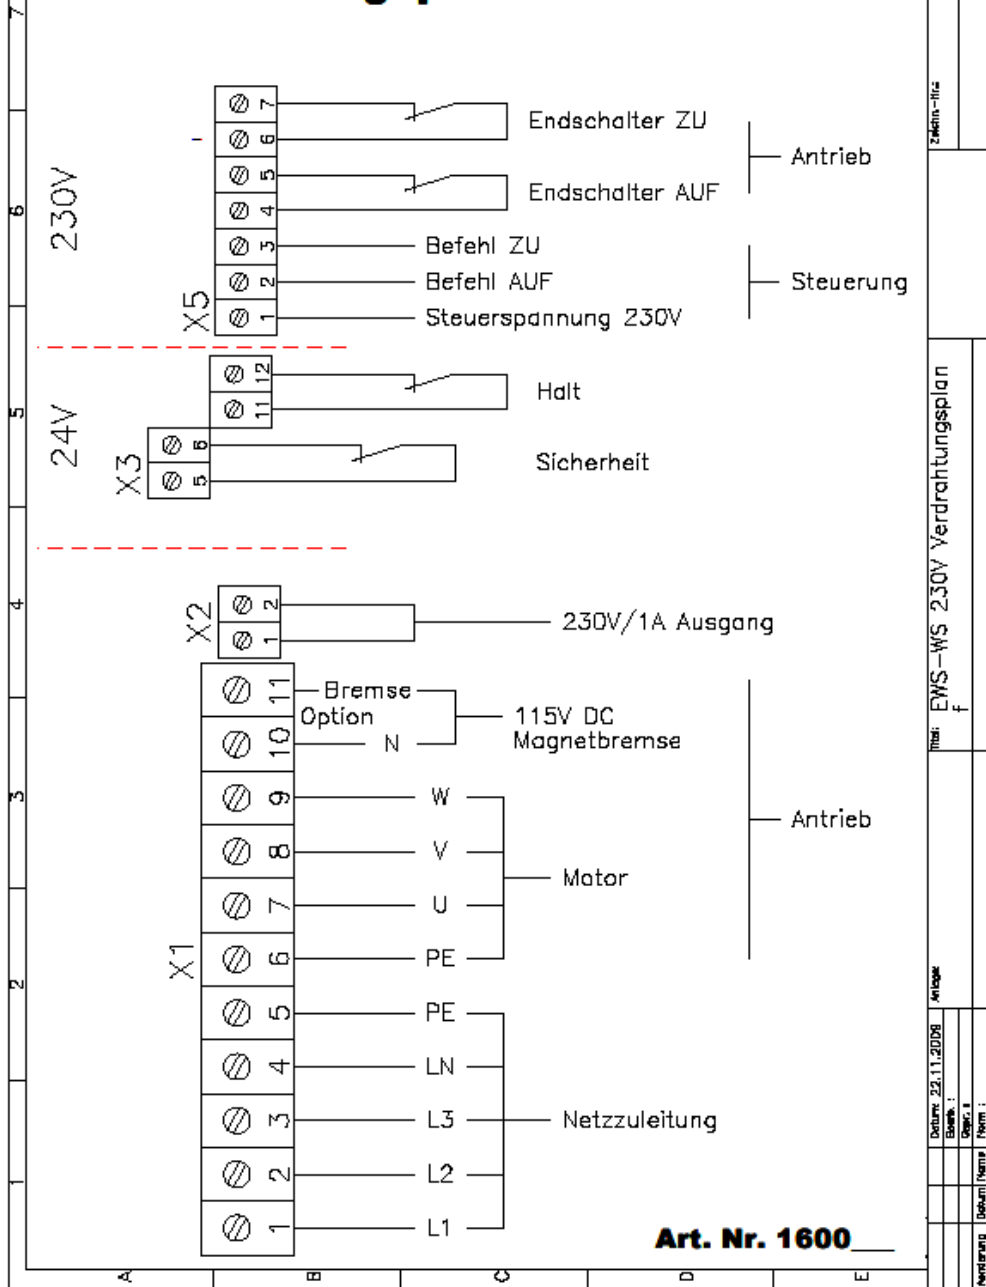 7
Endschalter ZU
6
5
Endschalter AUF
4
3
Befehl ZU
2
Befehl AUF
1
Steuerspannung 230V
X5
230V
Antrieb
Steuerung
12
11
Halt
6
5
Sicherheit
X3
24V
2
1
X2
230V/1A Ausgang
11
Bremse
Option
10
N
115V DC
Magnetbremse
9
W
8
V
7
U
6
PE
Motor
Antrieb
X1
5
PE
4
LN
3
L3
2
L2
1
L1
Netzzuleitung
Art. Nr. 1600___
7
6
5
4
3
2
1
A
B
C
D
E
Titel: EWS-WS 230V Verdrahtungsplan
f
Anlage:
Datum: 22.11.2009